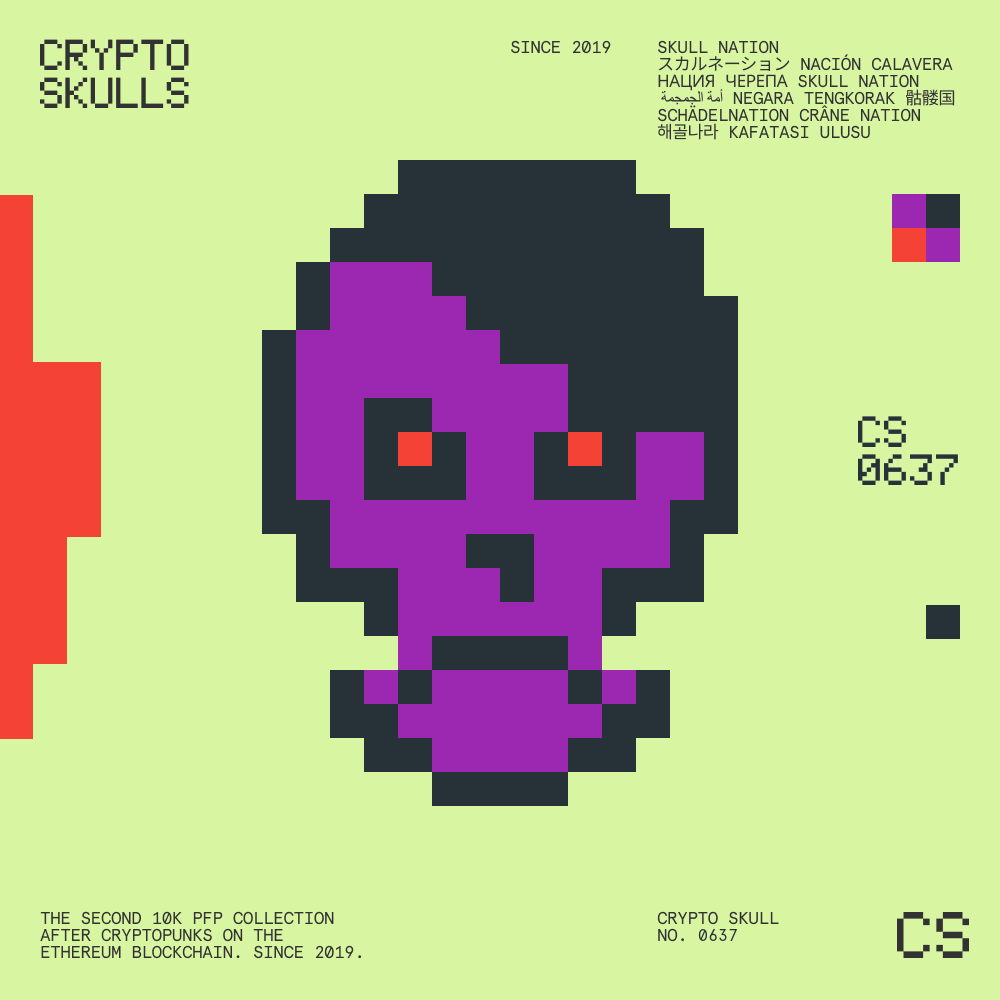 CRYPTO
SKULLS
SINCE 2019
SKULL NATION
スカルネーション NACIÓN CALAVERA
НАЦИЯ ЧЕРЕПА SKULL NATION
أمة الجمجمة NEGARA TENGKORAK 骷髅国
SCHÄDELNATION CRÂNE NATION
해골나라 KAFATASI ULUSU
CS
0637
THE SECOND 10K PFP COLLECTION
AFTER CRYPTOPUNKS ON THE
ETHEREUM BLOCKCHAIN. SINCE 2019.
CRYPTO SKULL
NO. 0637
CS